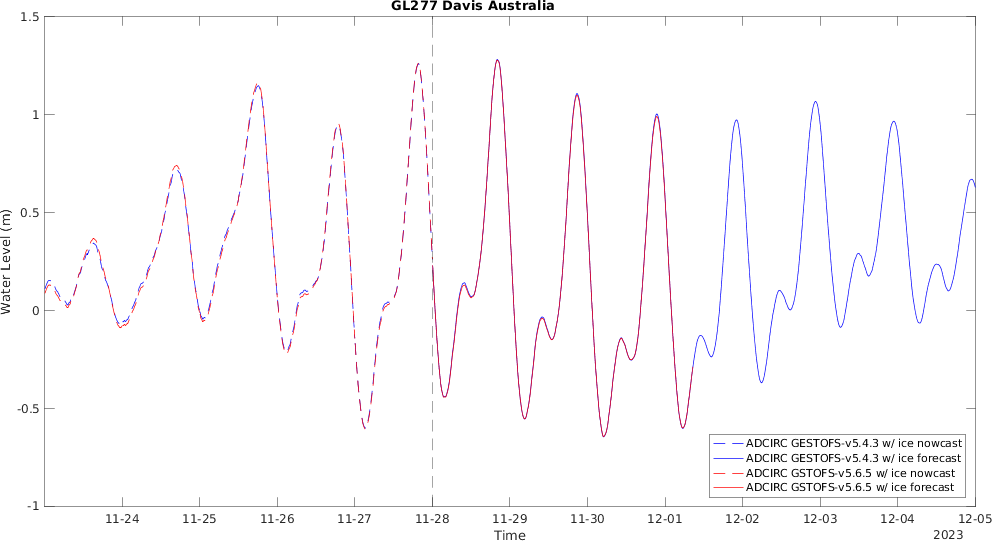 GL277 Davis Australia
1.5
1
0.5
0
-0.5
-1
Water Level (m)
ADCIRC GESTOFS-v5.4.3 w/ ice nowcast
ADCIRC GESTOFS-v5.4.3 w/ ice forecast
ADCIRC GSTOFS-v5.6.5 w/ ice nowcast
ADCIRC GSTOFS-v5.6.5 w/ ice forecast
11-24 11-25 11-26 11-27 11-28 11-29 11-30 12-01 12-02 12-03 12-04 12-05
Time
2023